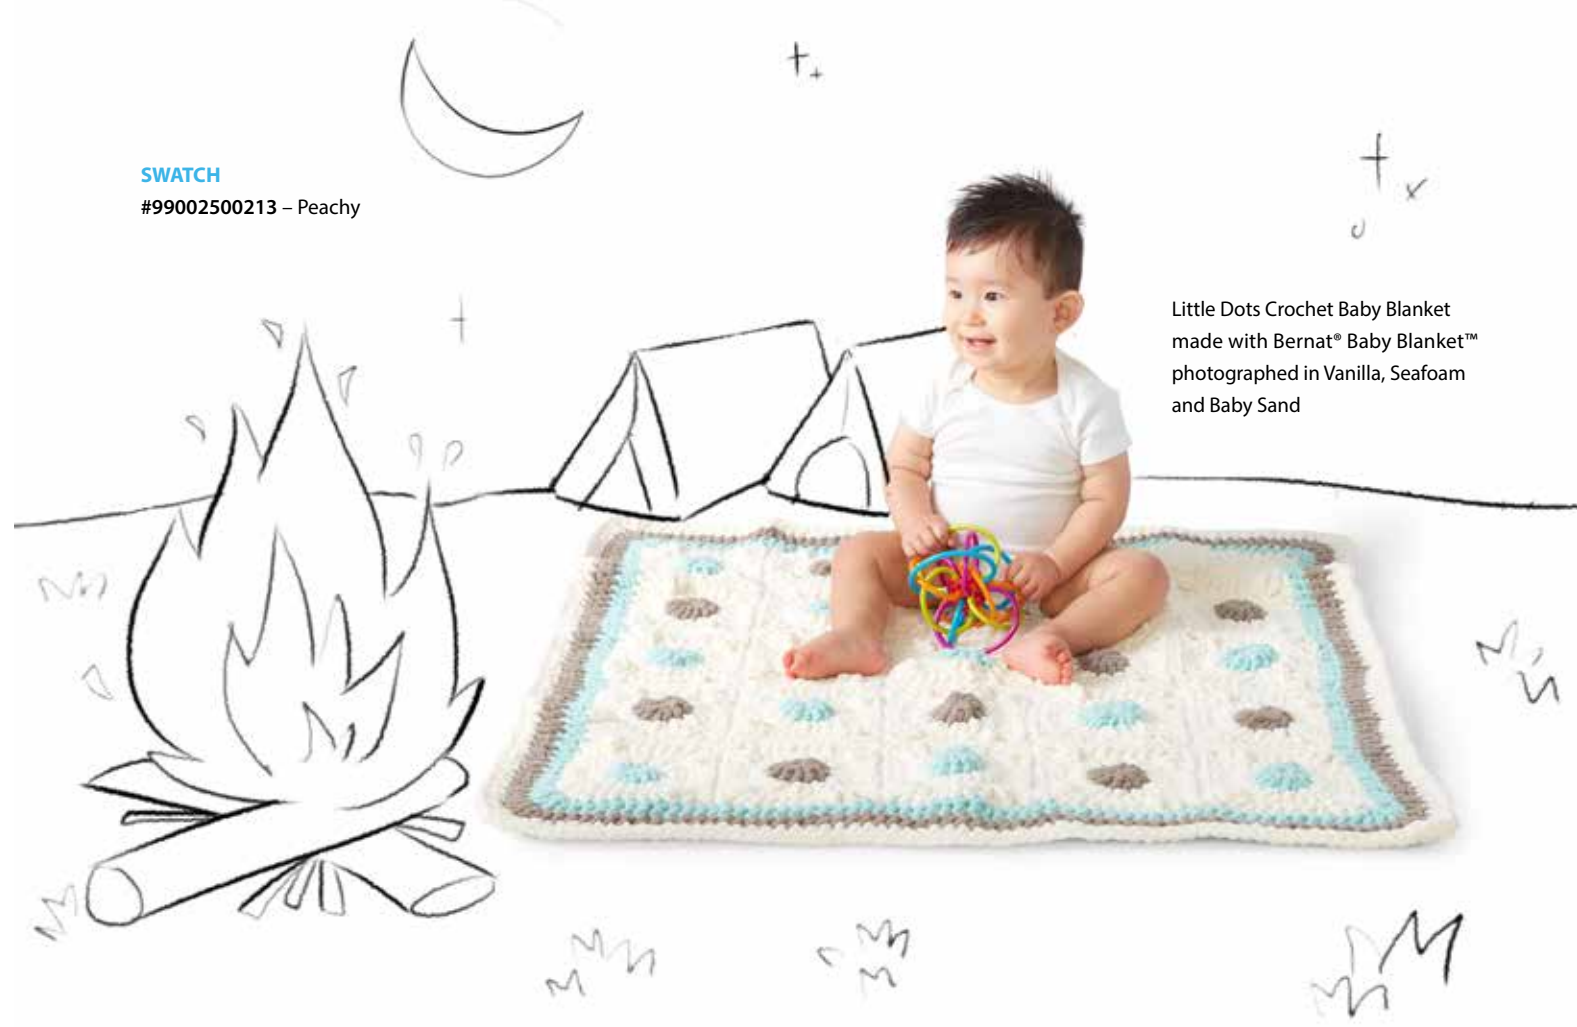 SWATCH
#99002500213 – Peachy
Little Dots Crochet Baby Blanket
made with Bernat® Baby Blanket™
photographed in Vanilla, Seafoam
and Baby Sand